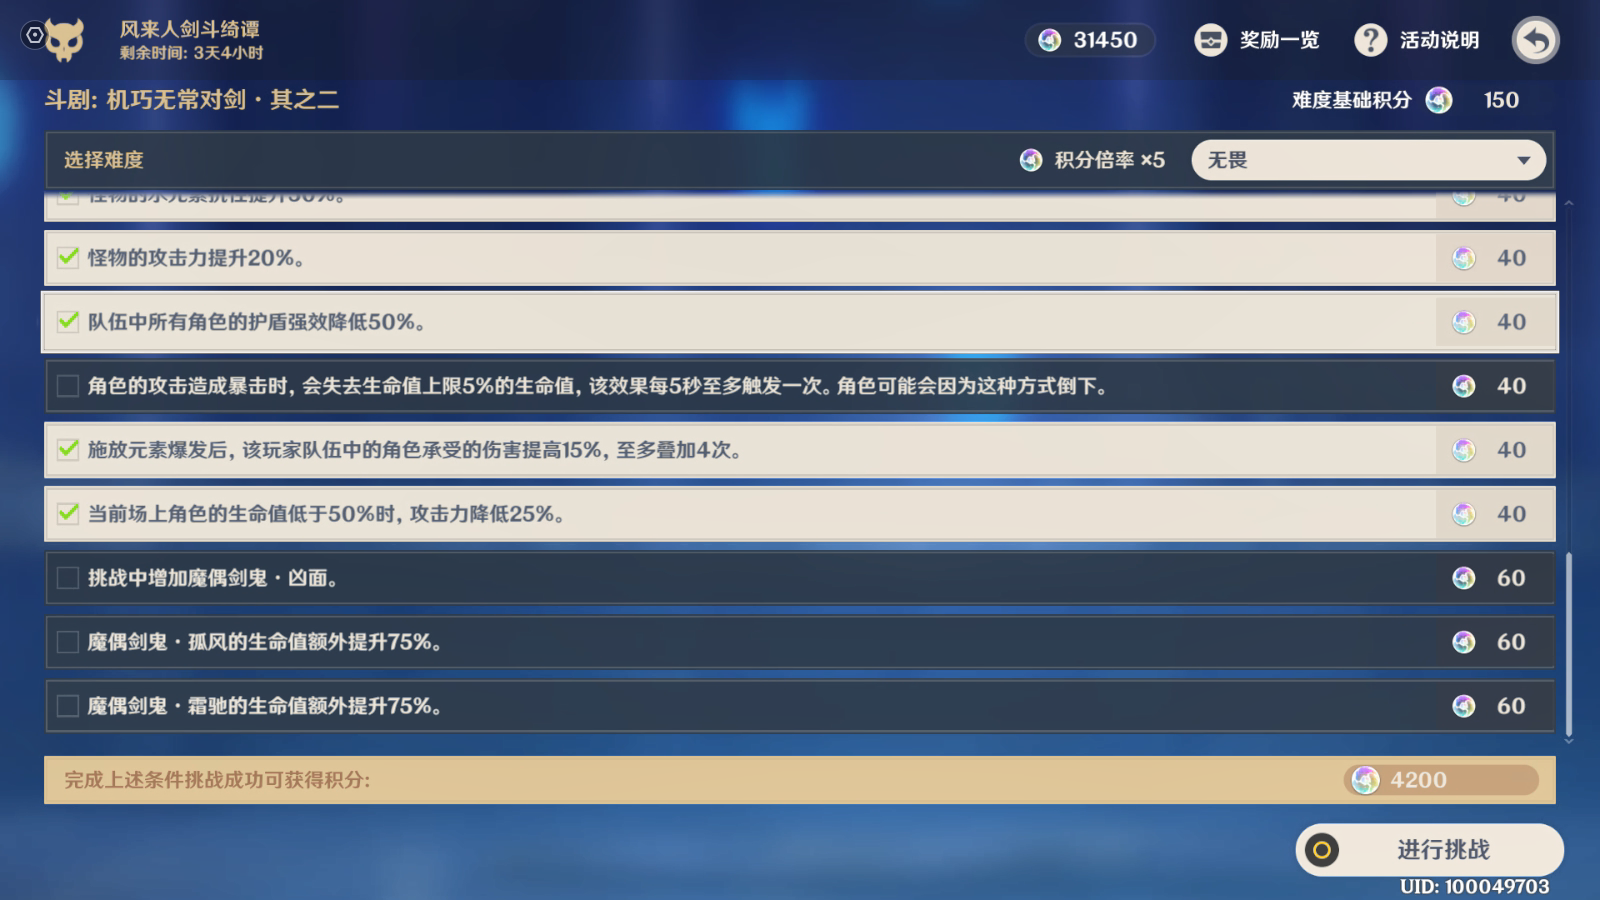 风来人剑斗绮谭
剩余时间: 3天4小时
31450
奖励一览
活动说明
斗剧: 机巧无常对剑·其之二
难度基础积分 150
选择难度
积分倍率 ×5
无畏
怪物的攻击力提升20%。 40
队伍中所有角色的护盾强效降低50%。 40
角色的攻击造成暴击时, 会失去生命值上限5%的生命值, 该效果每5秒至多触发一次。角色可能会因为这种方式倒下。 40
施放元素爆发后, 该玩家队伍中的角色承受的伤害提高15%, 至多叠加4次。 40
当前场上角色的生命值低于50%时, 攻击力降低25%。 40
挑战中增加魔偶剑鬼·凶面。 60
魔偶剑鬼·孤风的生命值额外提升75%。 60
魔偶剑鬼·霜驰的生命值额外提升75%。 60
完成上述条件挑战成功可获得积分: 4200
进行挑战
UID: 100049703